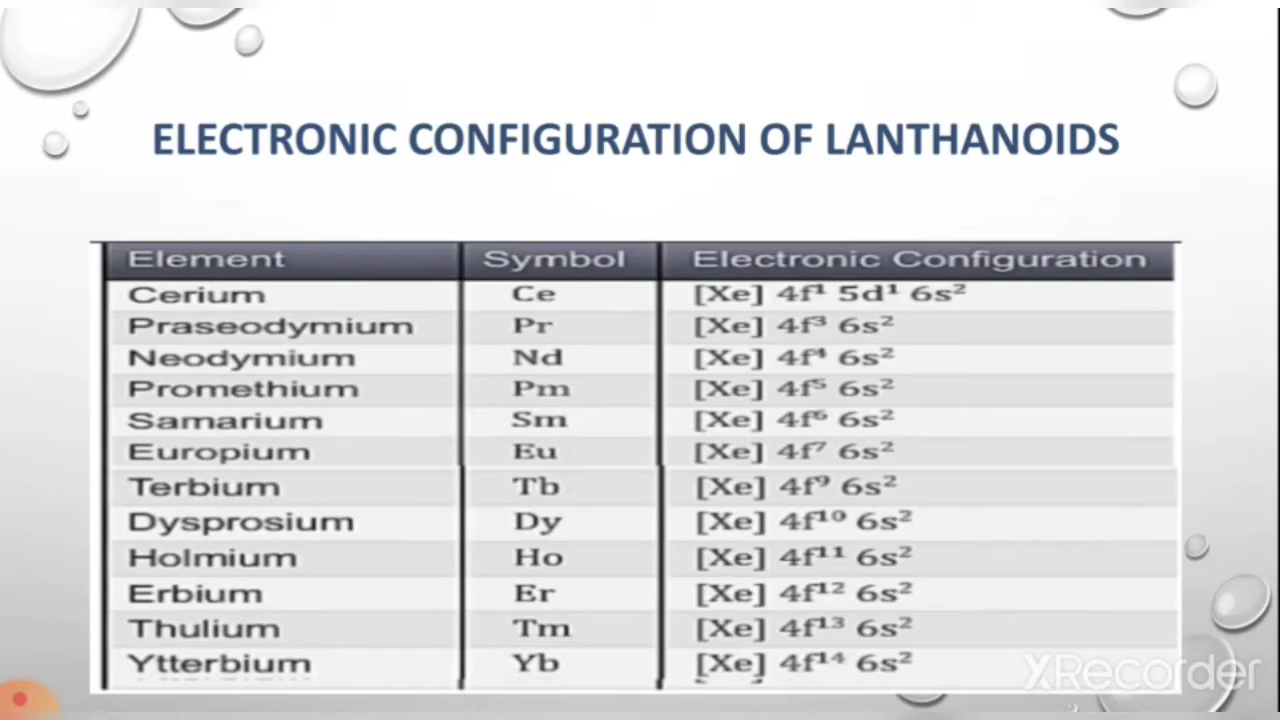 ELECTRONIC CONFIGURATION OF LANTHANOIDS
Element Symbol Electronic Configuration
Cerium Ce [Xe] 4f¹ 5d¹ 6s²
Praseodymium Pr [Xe] 4f³ 6s²
Neodymium Nd [Xe] 4f⁴ 6s²
Promethium Pm [Xe] 4f⁵ 6s²
Samarium Sm [Xe] 4f⁶ 6s²
Europium Eu [Xe] 4f⁷ 6s²
Terbium Tb [Xe] 4f⁹ 6s²
Dysprosium Dy [Xe] 4f¹⁰ 6s²
Holmium Ho [Xe] 4f¹¹ 6s²
Erbium Er [Xe] 4f¹² 6s²
Thulium Tm [Xe] 4f¹³ 6s²
Ytterbium Yb [Xe] 4f¹⁴ 6s²
XRecorder